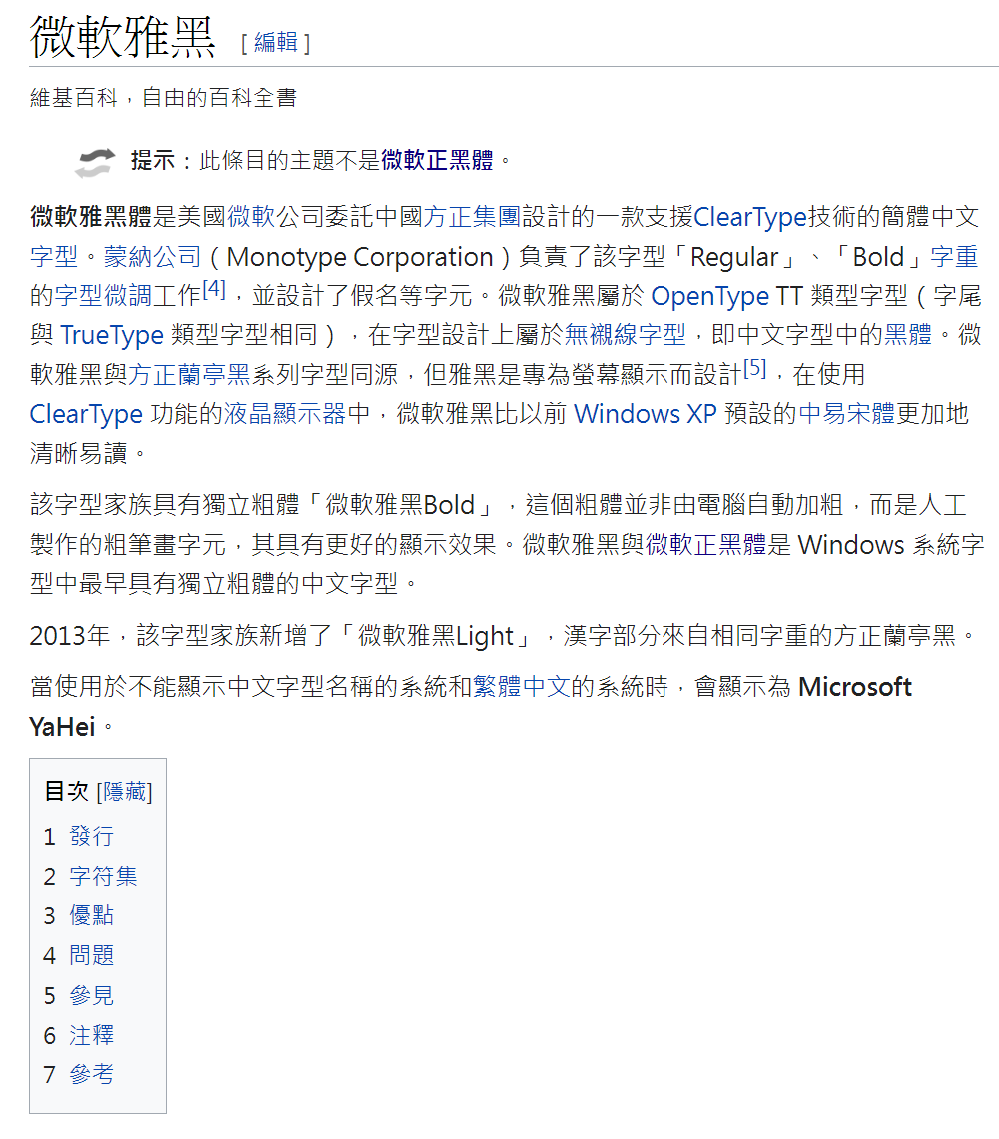 微軟雅黑 [ 編輯 ]
維基百科，自由的百科全書
提示：此條目的主題不是微軟正黑體。
微軟雅黑體是美國微軟公司委託中國方正集團設計的一款支援ClearType技術的簡體中文
字型。蒙納公司（Monotype Corporation）負責了該字型「Regular」、「Bold」字重
的字型微調工作[4]，並設計了假名等字元。微軟雅黑屬於 OpenType TT 類型字型（字尾
與 TrueType 類型字型相同），在字型設計上屬於無襯線字型，即中文字型中的黑體。微
軟雅黑與方正蘭亭黑系列字型同源，但雅黑是專為螢幕顯示而設計[5]，在使用
ClearType 功能的液晶顯示器中，微軟雅黑比以前 Windows XP 預設的中易宋體更加地
清晰易讀。
該字型家族具有獨立粗體「微軟雅黑Bold」，這個粗體並非由電腦自動加粗，而是人工
製作的粗筆畫字元，其具有更好的顯示效果。微軟雅黑與微軟正黑體是 Windows 系統字
型中最早具有獨立粗體的中文字型。
2013年，該字型家族新增了「微軟雅黑Light」，漢字部分來自相同字重的方正蘭亭黑。
當使用於不能顯示中文字型名稱的系統和繁體中文的系統時，會顯示為 Microsoft
YaHei。
目次 [隱藏]
1 發行
2 字符集
3 優點
4 問題
5 參見
6 注釋
7 參考